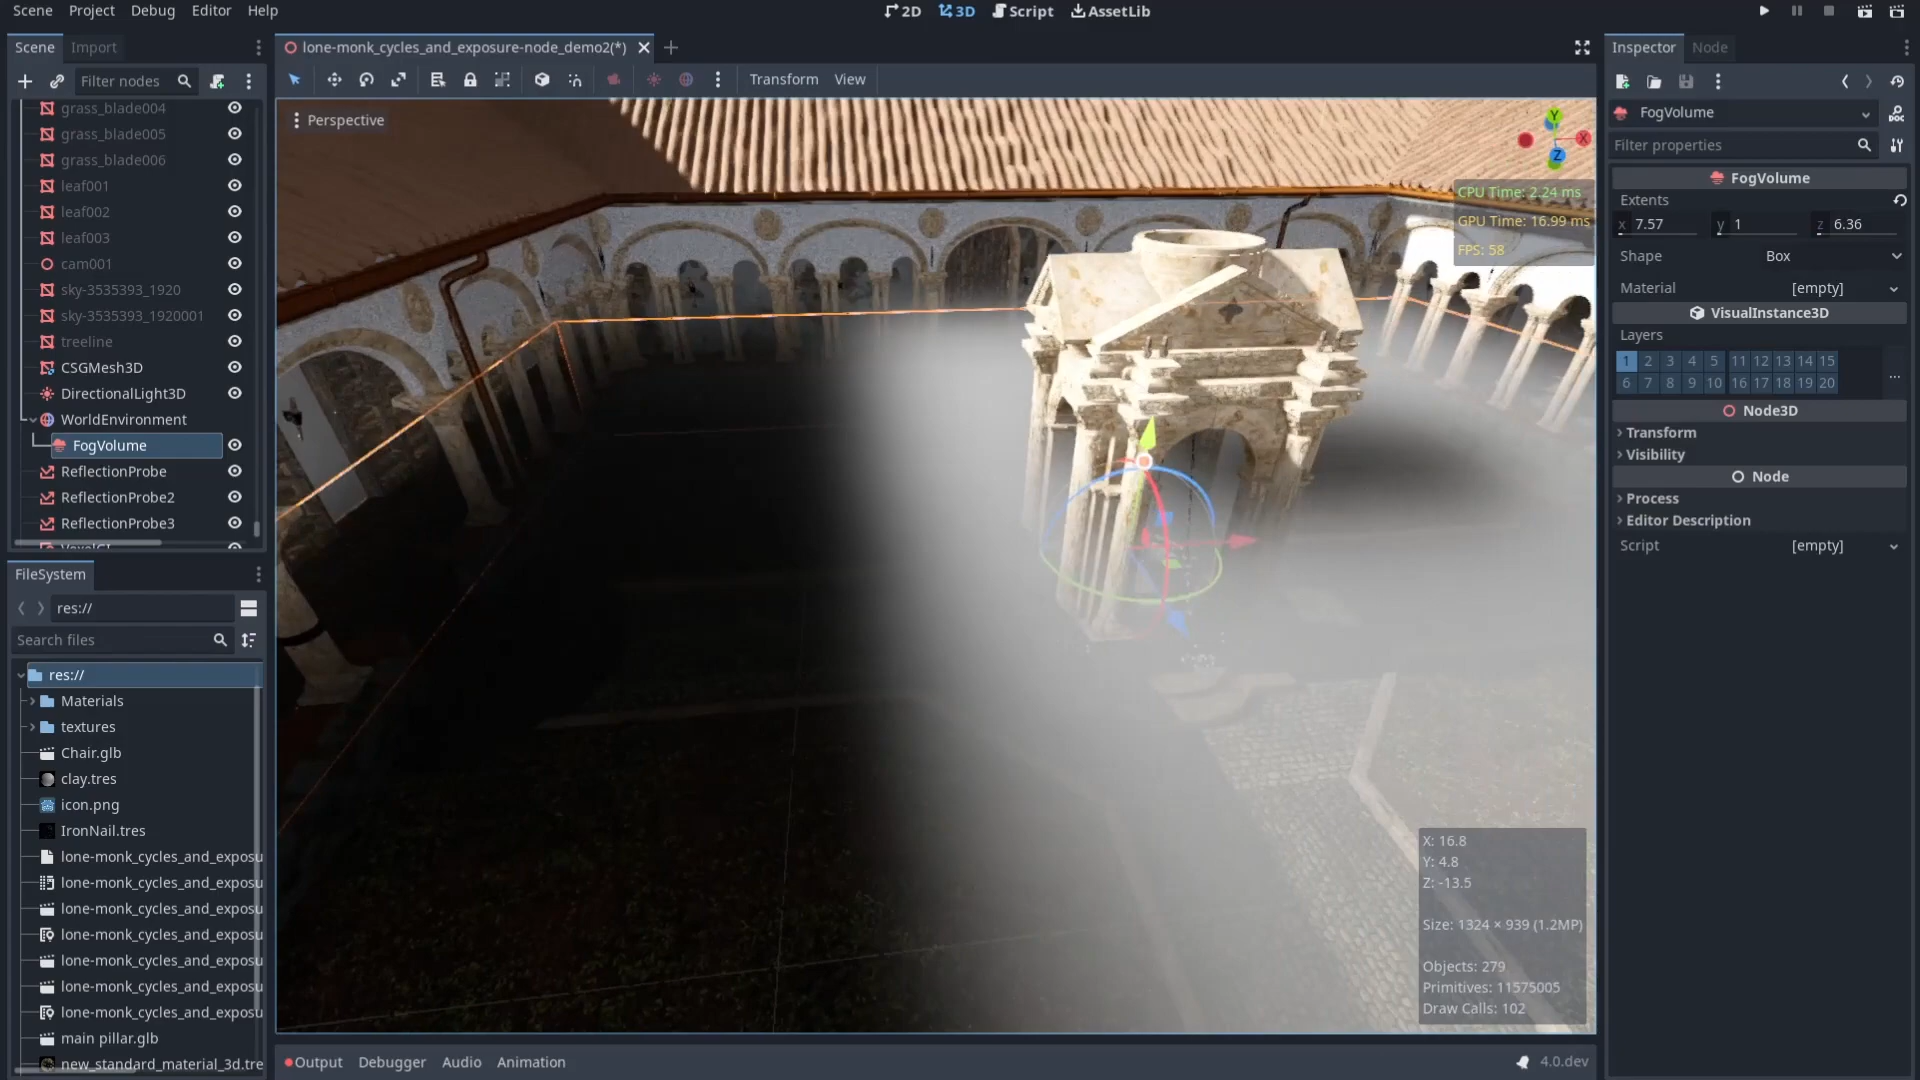 Scene Project Debug Editor Help
2D 3D Script AssetLib
Scene Import
Filter nodes
grass_blade004
grass_blade005
grass_blade006
leaf001
leaf002
leaf003
cam001
sky-3535393_1920
sky-3535393_1920001
treeline
CSGMesh3D
DirectionalLight3D
WorldEnvironment
FogVolume
ReflectionProbe
ReflectionProbe2
ReflectionProbe3
VoxelGI
FileSystem
res://
Search files
res://
Materials
textures
Chair.glb
clay.tres
icon.png
IronNail.tres
lone-monk_cycles_and_exposu
lone-monk_cycles_and_exposu
lone-monk_cycles_and_exposu
lone-monk_cycles_and_exposu
lone-monk_cycles_and_exposu
lone-monk_cycles_and_exposu
lone-monk_cycles_and_exposu
main pillar.glb
new_standard_material_3d.tre
lone-monk_cycles_and_exposure-node_demo2(*)
Transform View
Perspective
Y
X
Z
CPU Time: 2.24 ms
GPU Time: 16.99 ms
FPS: 58
X: 16.8
Y: 4.8
Z: -13.5
Size: 1324 × 939 (1.2MP)
Objects: 279
Primitives: 11575005
Draw Calls: 102
Output Debugger Audio Animation
4.0.dev
Inspector Node
FogVolume
DOC
Filter properties
FogVolume
Extents
x 7.57 y 1 z 6.36
Shape Box
Material [empty]
VisualInstance3D
Layers
1 2 3 4 5 11 12 13 14 15
6 7 8 9 10 16 17 18 19 20
...
Node3D
Transform
Visibility
Node
Process
Editor Description
Script [empty]